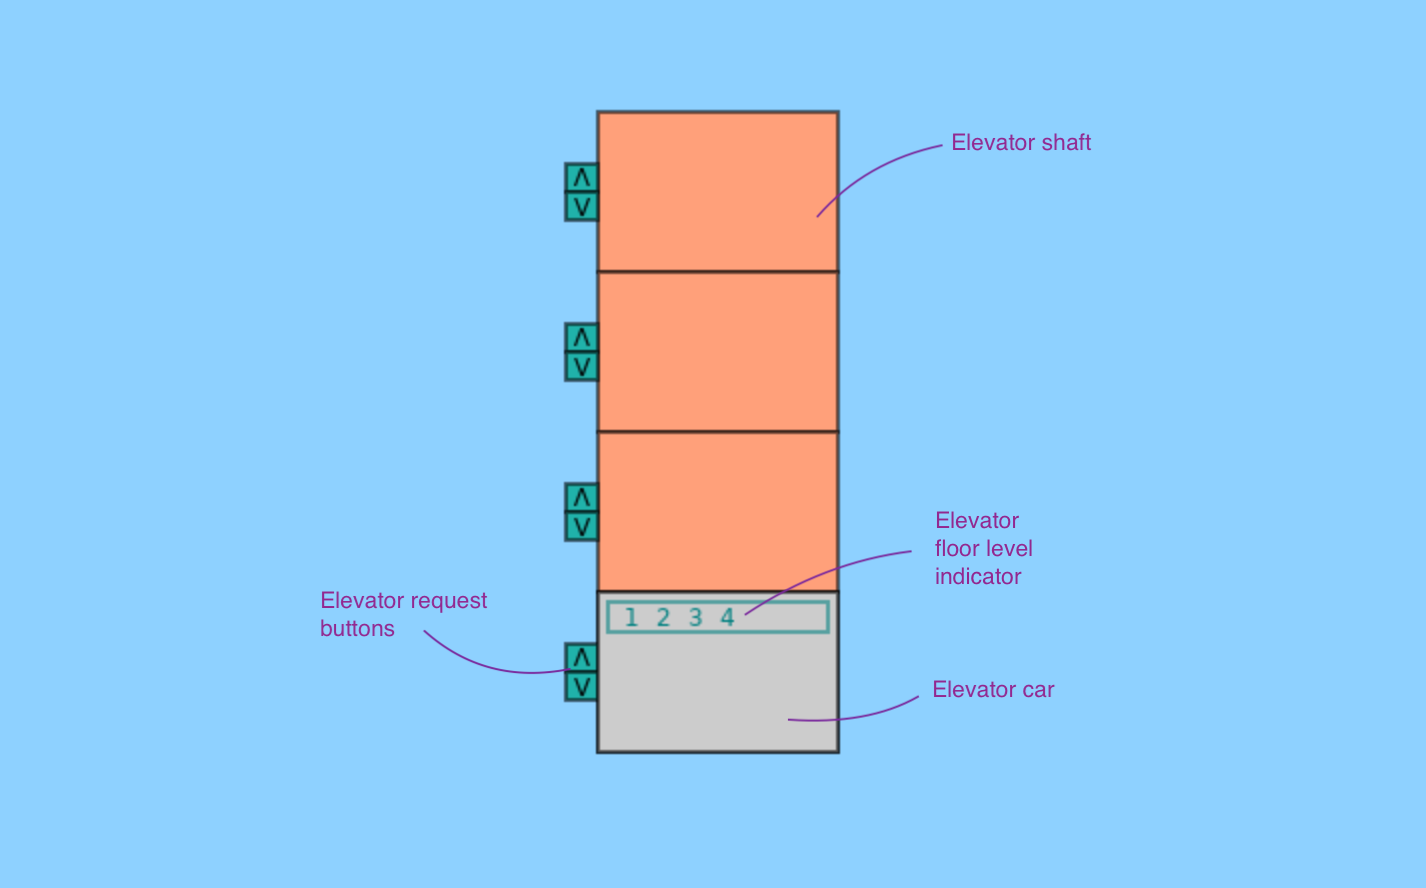 Elevator shaft
Λ
V
Λ
V
Λ
V
Elevator
floor level
indicator
Elevator request
buttons
1 2 3 4
Λ
V
Elevator car